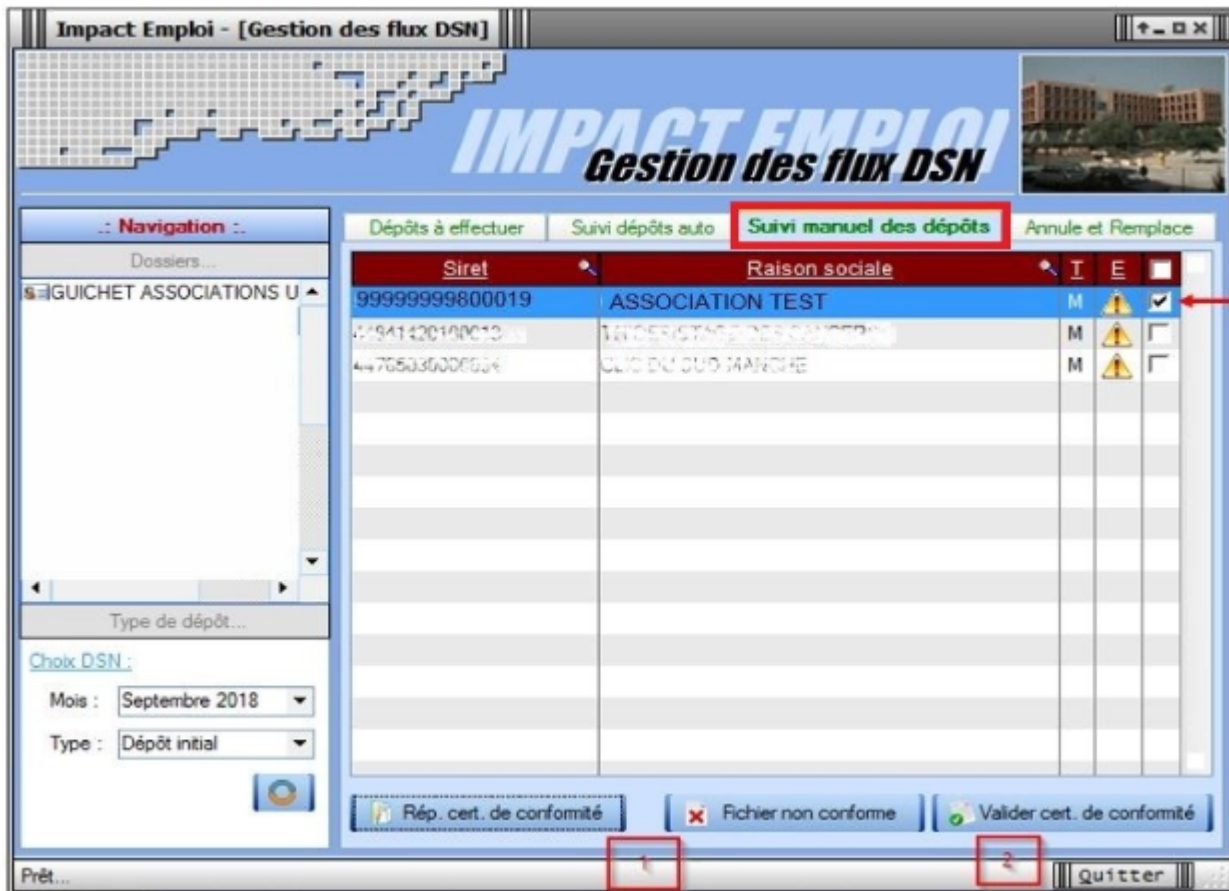 Impact Emploi - [Gestion des flux DSN]
IMPACT EMPLOI
Gestion des flux DSN
.: Navigation :.
Dépôts à effectuer
Suivi dépôts auto
Suivi manuel des dépôts
Annule et Remplace
Dossiers...
Siret
Raison sociale
T
E
GUICHET ASSOCIATIONS U
99999999800019
ASSOCIATION TEST
M
M
M
Type de dépôt...
Choix DSN :
Mois : Septembre 2018
Type : Dépôt initial
Rép. cert. de conformité
Fichier non conforme
Valider cert. de conformité
1
2
Prêt...
Quitter